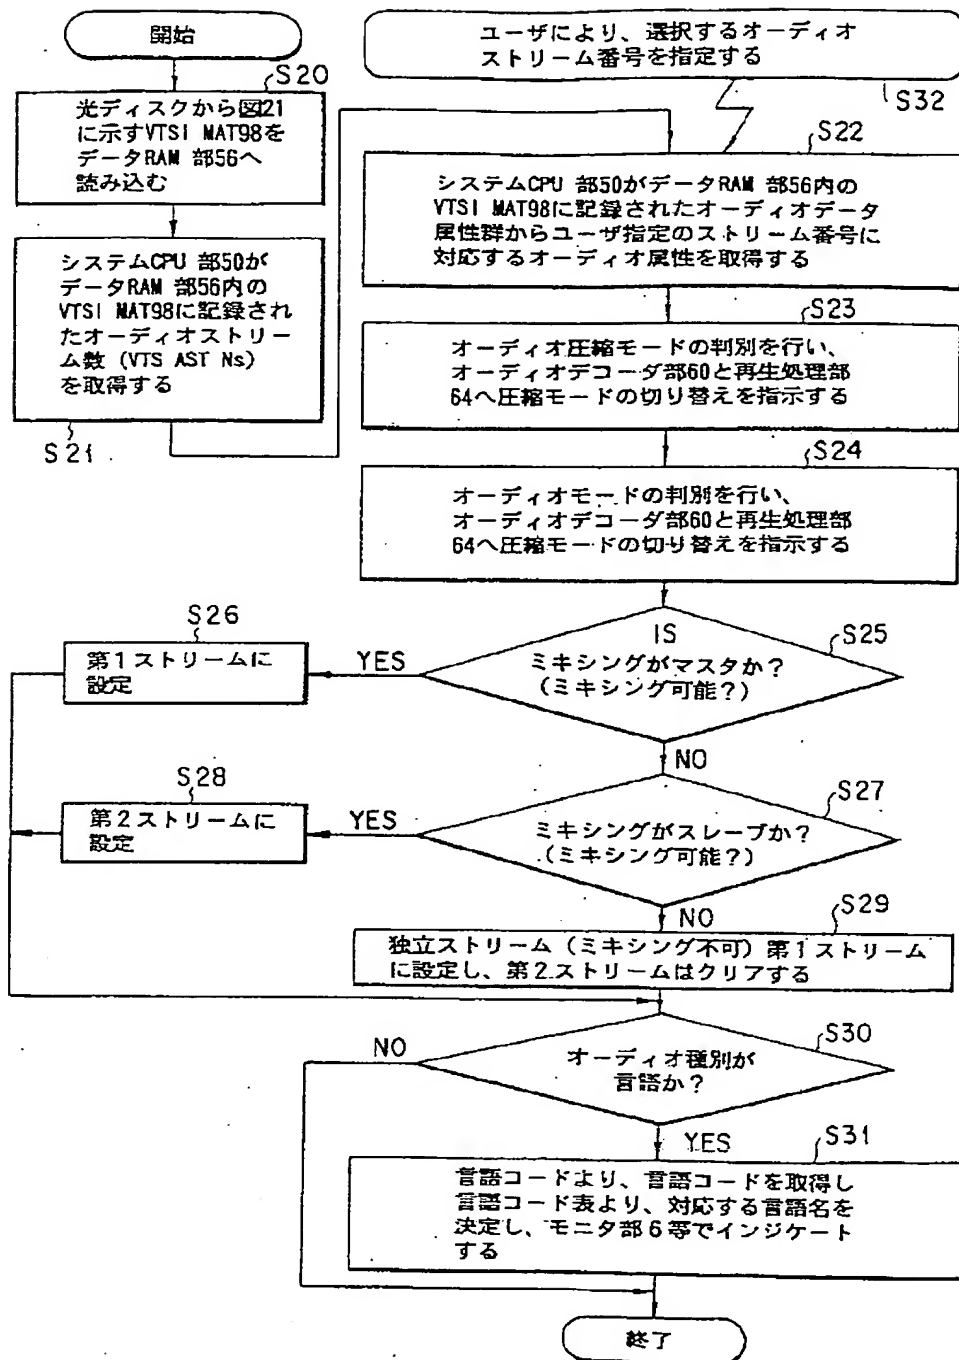 開始
S20
光ディスクから図21
に示すVTSI MAT98を
データRAM 部56へ
読み込む
システムCPU 部50が
データRAM 部56内の
VTSI MAT98に記録され
たオーディオストリー
ム数 (VTS AST Ns)
を取得する
S21
ユーザにより、選択するオーディオ
ストリーム番号を指定する
S32
S22
システムCPU 部50がデータRAM 部56内の
VTSI MAT98に記録されたオーディオデータ
属性群からユーザ指定のストリーム番号に
対応するオーディオ属性を取得する
S23
オーディオ圧縮モードの判別を行い、
オーディオデコーダ部60と再生処理部
64へ圧縮モードの切り替えを指示する
S24
オーディオモードの判別を行い、
オーディオデコーダ部60と再生処理部
64へ圧縮モードの切り替えを指示する
S25
IS
ミキシングがマスタか?
(ミキシング可能?)
YES
S26
第1ストリームに
設定
NO
S27
ミキシングがスレーブか?
(ミキシング可能?)
YES
S28
第2ストリームに
設定
NO
S29
独立ストリーム (ミキシング不可) 第1ストリーム
に設定し、第2ストリームはクリアする
S30
オーディオ種別が
言語か?
NO
YES
S31
言語コードより、言語コードを取得し
言語コード表より、対応する言語名を
決定し、モニタ部6等でインジケート
する
終了